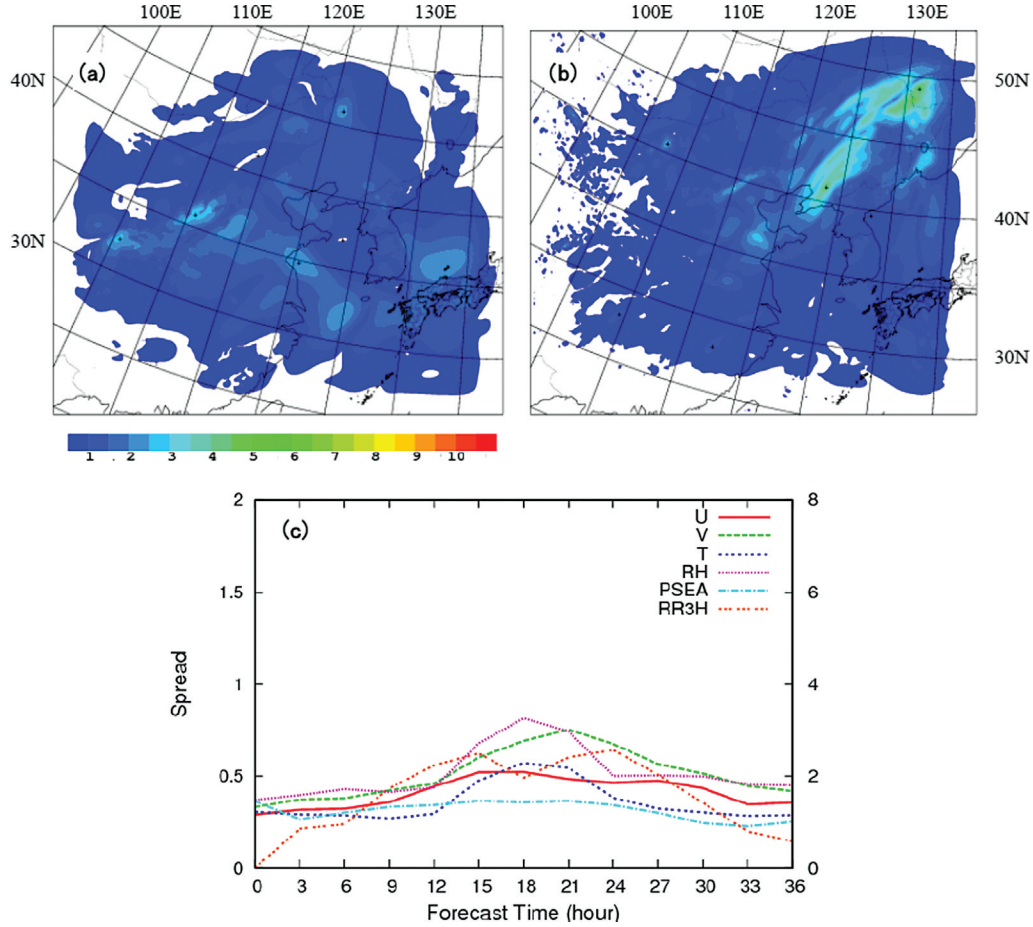 100E 110E 120E 130E
100E 110E 120E 130E
(a)
(b)
40N
30N
50N
40N
30N
1 . 2 3 4 5 6 7 8 9 10
(c)
U
V
T
RH
PSEA
RR3H
2
1.5
1
0.5
0
8
6
4
2
0
Spread
0 3 6 9 12 15 18 21 24 27 30 33 36
Forecast Time (hour)